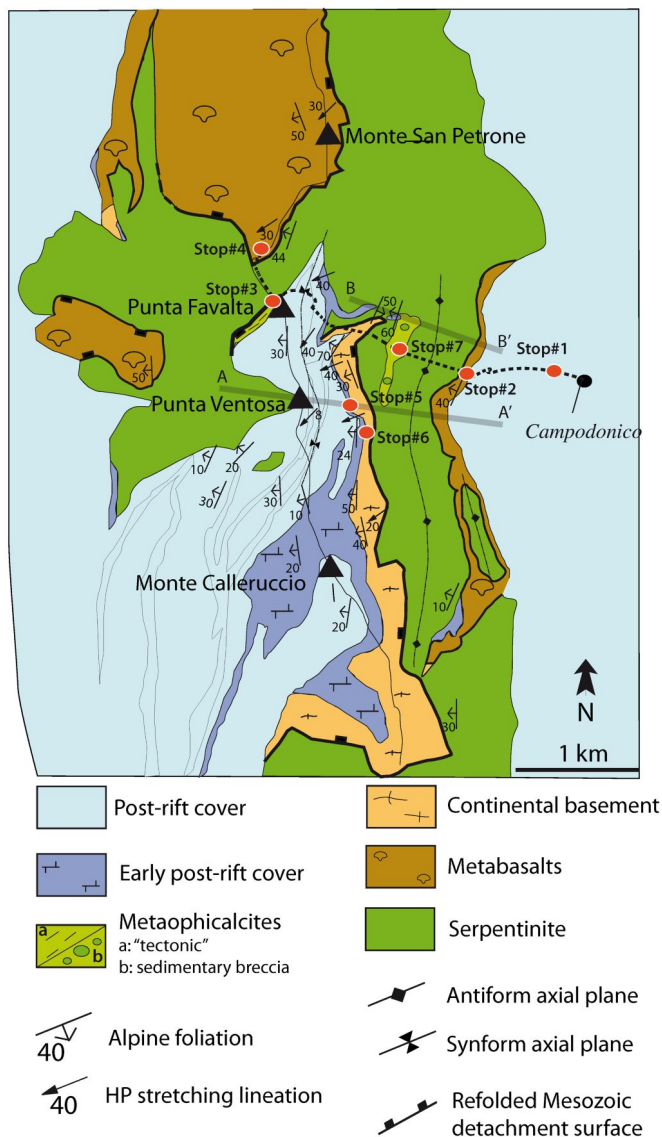 30
50
Monte San Petrone
30
Stop#4
44
Stop#3
40
50
B
Punta Favalta
60
B'
Stop#7
Stop#1
30
40
70
50
40
Stop#2
A
30
40
Punta Ventosa
Stop#5
A'
8
Campodonico
Stop#6
10
20
24
30
30
10
50
20
40
20
Monte Calleruccio
10
20
N
30
1 km
Post-rift cover
Continental basement
Early post-rift cover
Metabasalts
a
b
Metaophicalcites
a: "tectonic"
b: sedimentary breccia
Serpentinite
Antiform axial plane
40
Alpine foliation
Synform axial plane
40
HP stretching lineation
Refolded Mesozoic
detachment surface